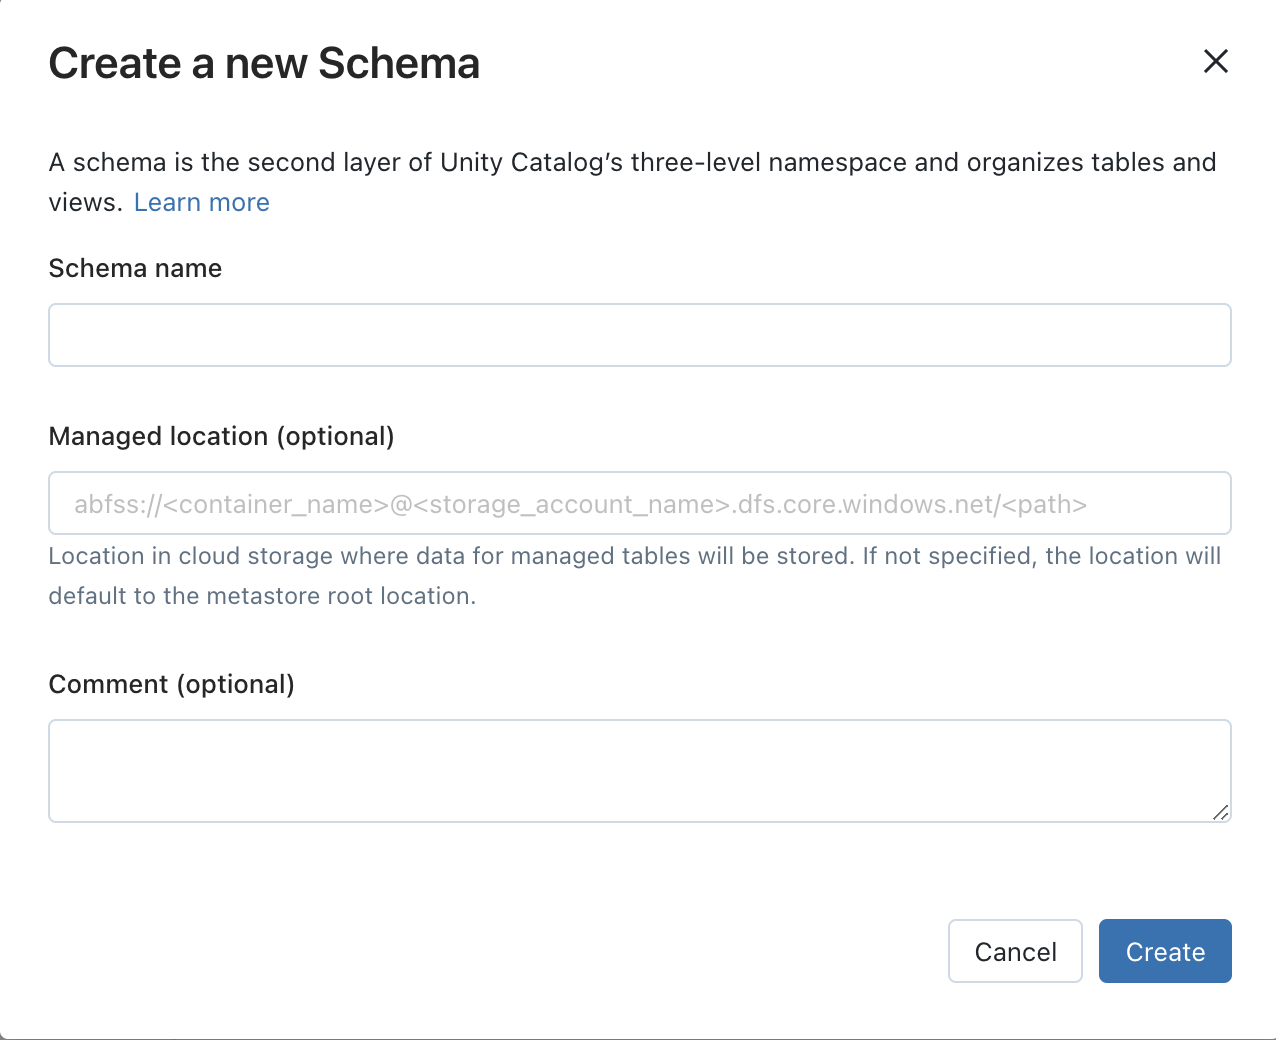 Create a new Schema
A schema is the second layer of Unity Catalog’s three-level namespace and organizes tables and
views. Learn more
Schema name
Managed location (optional)
abfss://<container_name>@<storage_account_name>.dfs.core.windows.net/<path>
Location in cloud storage where data for managed tables will be stored. If not specified, the location will
default to the metastore root location.
Comment (optional)
Cancel
Create